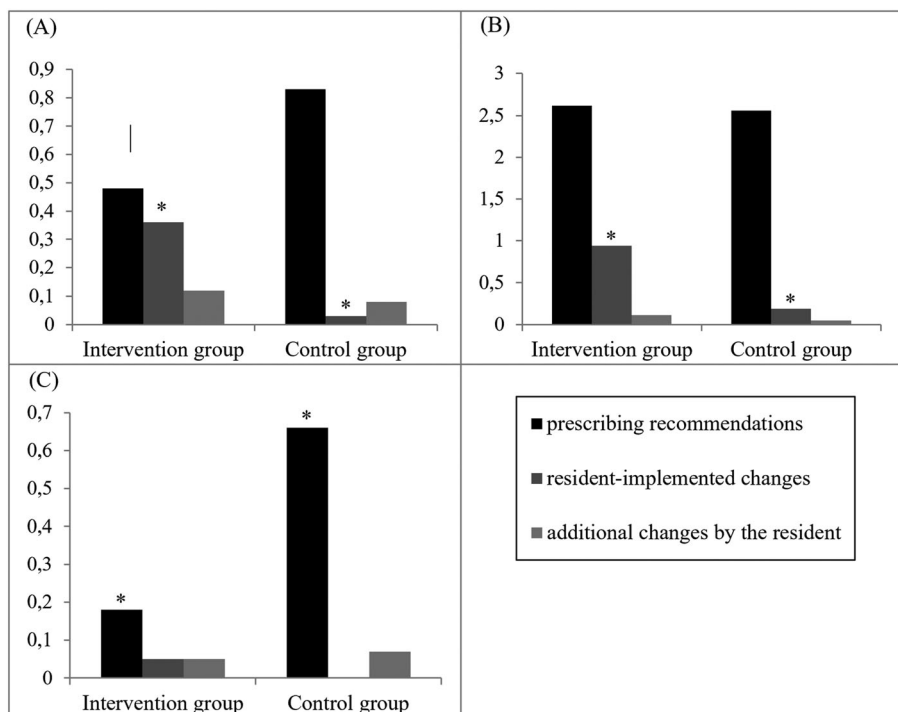 (A)
0,9
0,8
0,7
0,6
0,5
0,4
0,3
0,2
0,1
0
*
*
Intervention group
Control group
(B)
3
2,5
2
1,5
1
0,5
0
*
*
Intervention group
Control group
(C)
0,7
0,6
0,5
0,4
0,3
0,2
0,1
0
*
*
Intervention group
Control group
prescribing recommendations
resident-implemented changes
additional changes by the resident